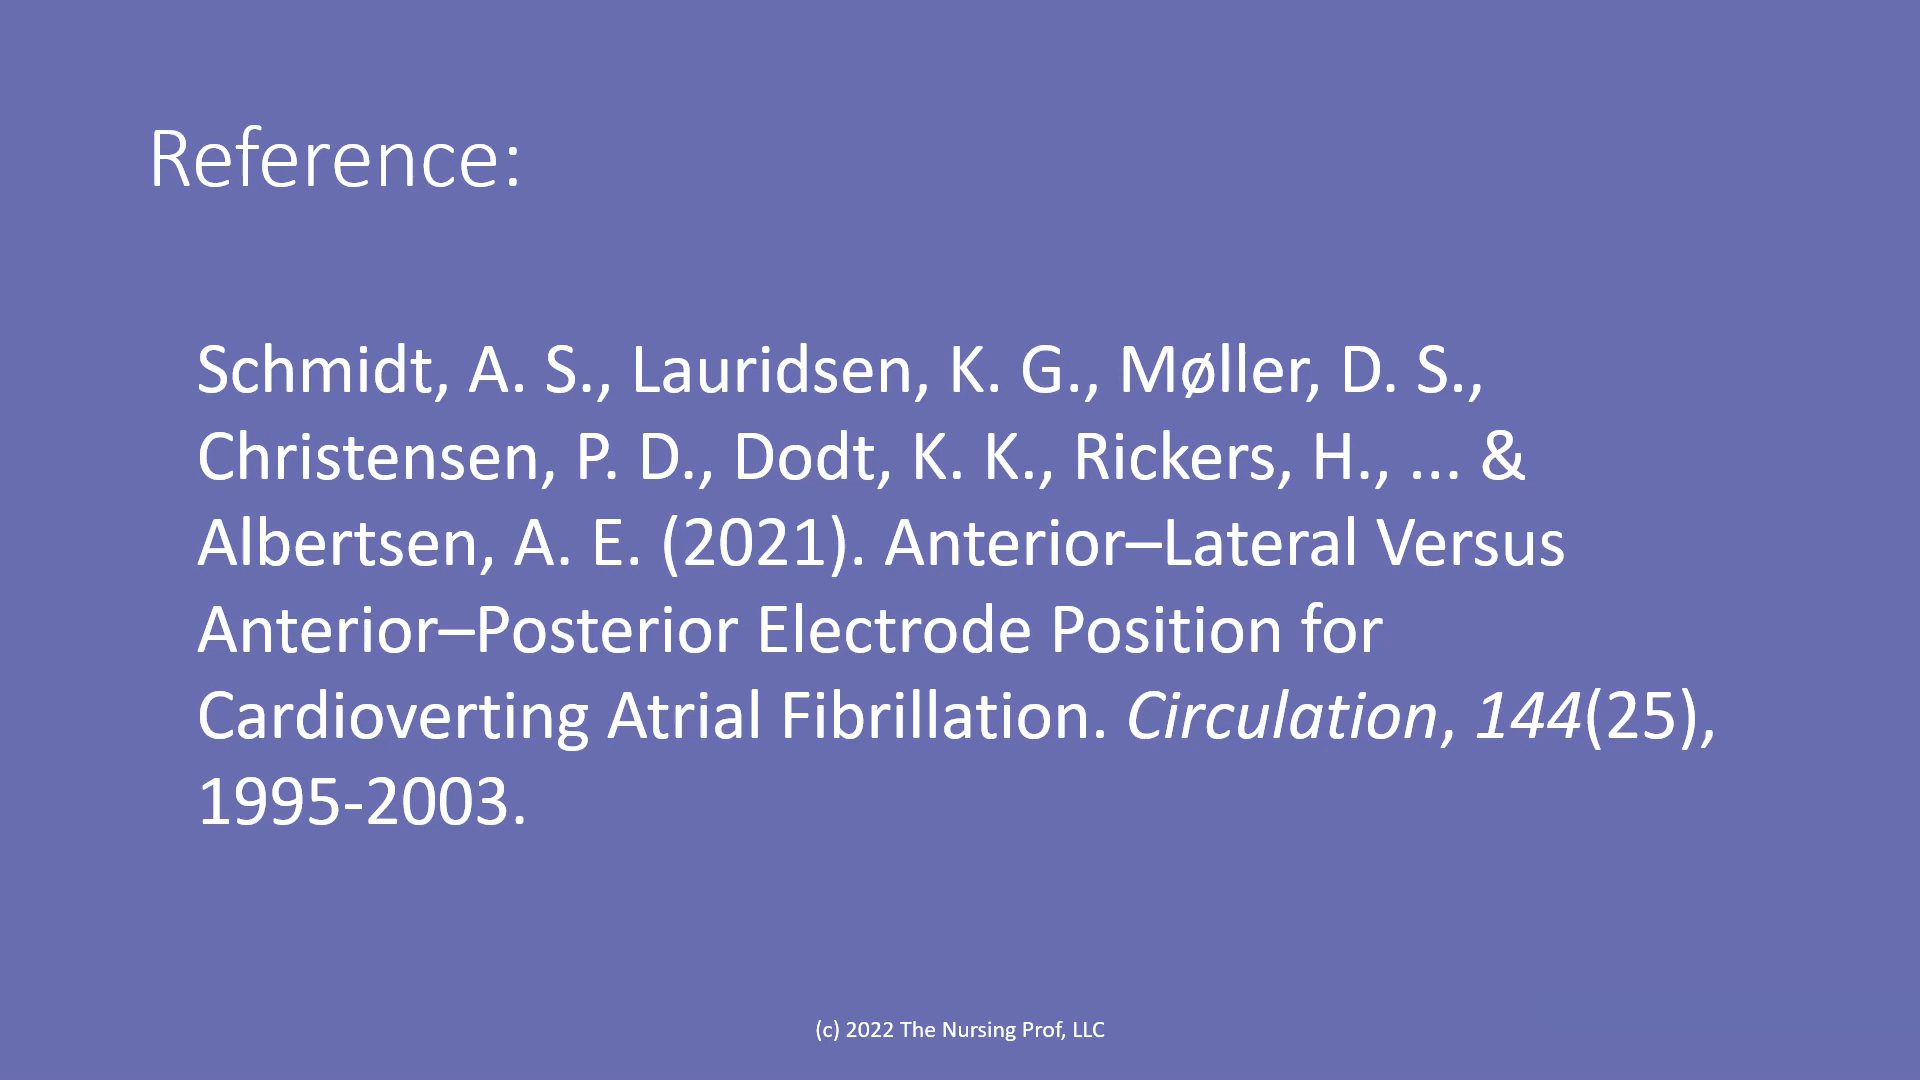 Reference:
Schmidt, A. S., Lauridsen, K. G., Møller, D. S.,
Christensen, P. D., Dodt, K. K., Rickers, H., ... &
Albertsen, A. E. (2021). Anterior–Lateral Versus
Anterior–Posterior Electrode Position for
Cardioverting Atrial Fibrillation. Circulation, 144(25),
1995-2003.
(c) 2022 The Nursing Prof, LLC